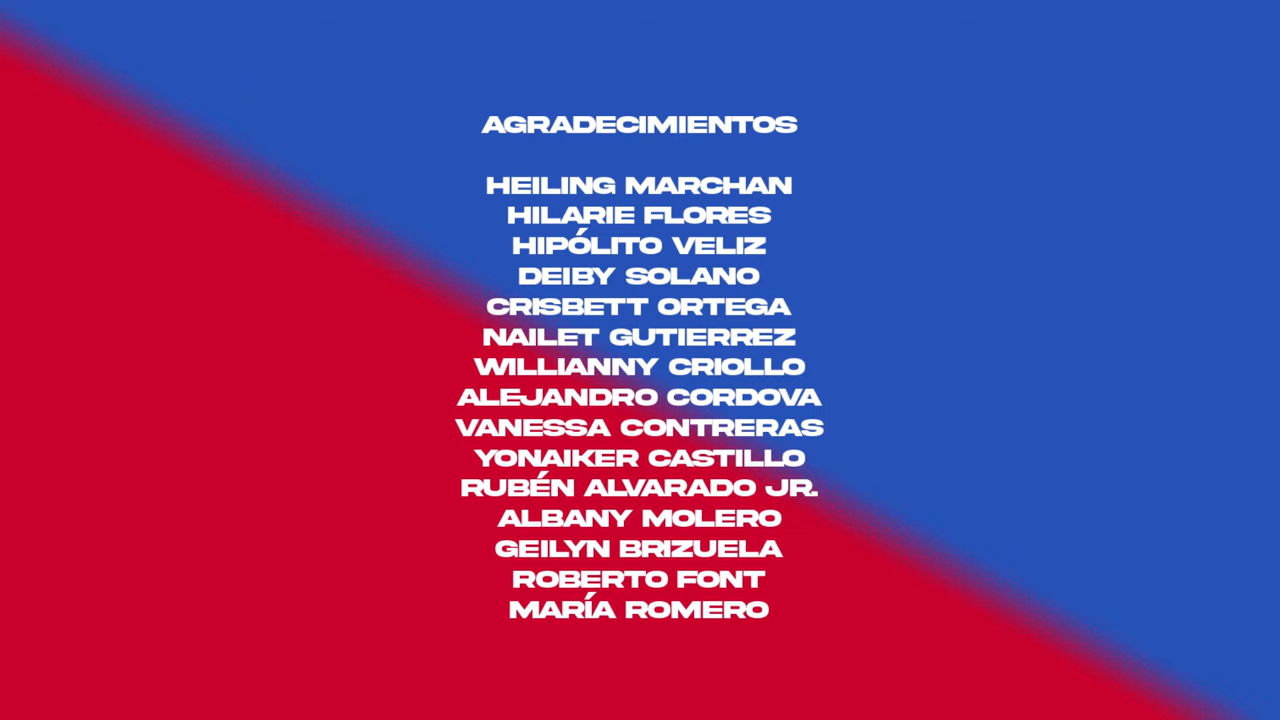 AGRADECIMIENTOS
HEILING MARCHAN
HILARIE FLORES
HIPÓLITO VELIZ
DEIBY SOLANO
CRISBETT ORTEGA
NAILET GUTIERREZ
WILLIANNY CRIOLLO
ALEJANDRO CORDOVA
VANESSA CONTRERAS
YONAIKER CASTILLO
RUBÉN ALVARADO JR.
ALBANY MOLERO
GEILYN BRIZUELA
ROBERTO FONT
MARÍA ROMERO